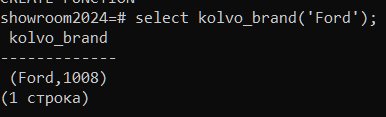 CREATE FUNCTION
showroom2024=# select kolvo_brand('Ford');
 kolvo_brand
-------------
 (Ford,1008)
(1 строка)